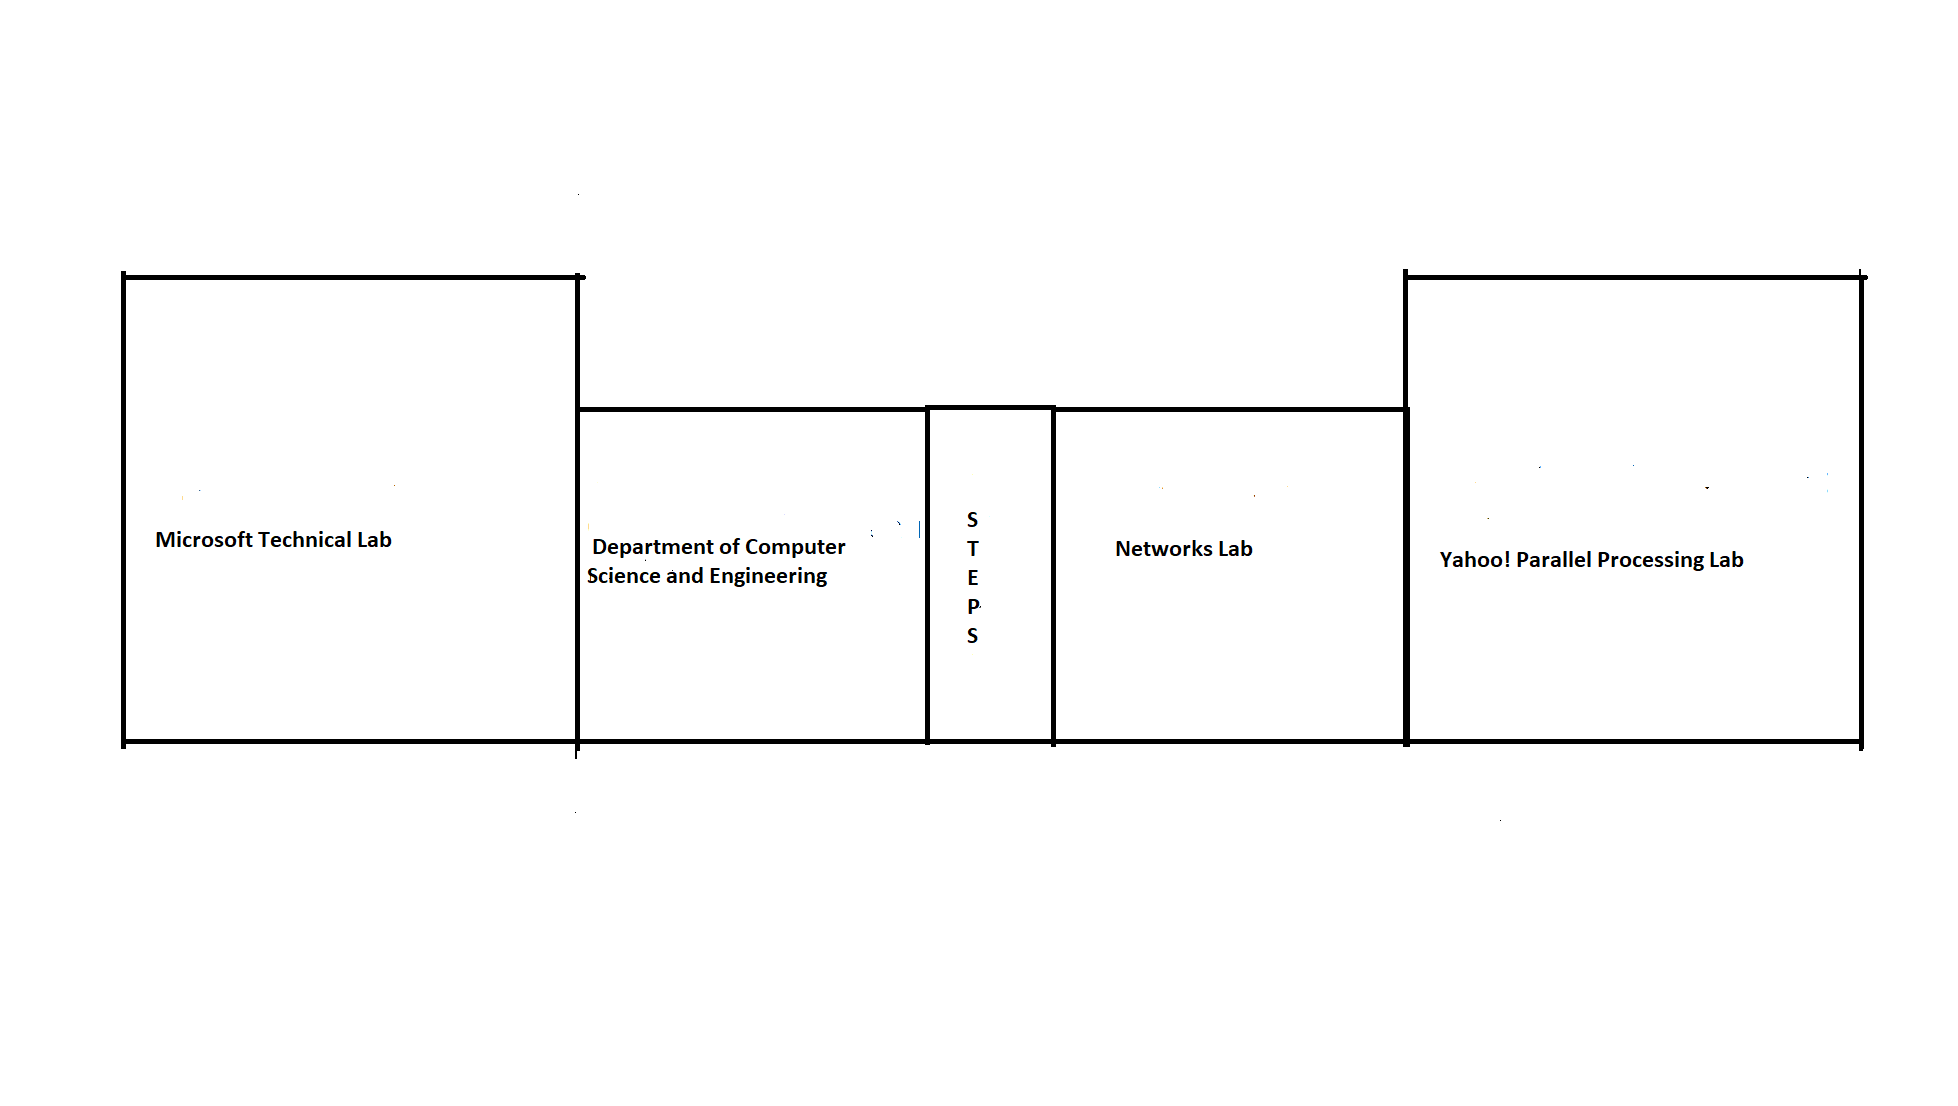 Microsoft Technical Lab
Department of Computer
Science and Engineering
S
T
E
P
S
Networks Lab
Yahoo! Parallel Processing Lab